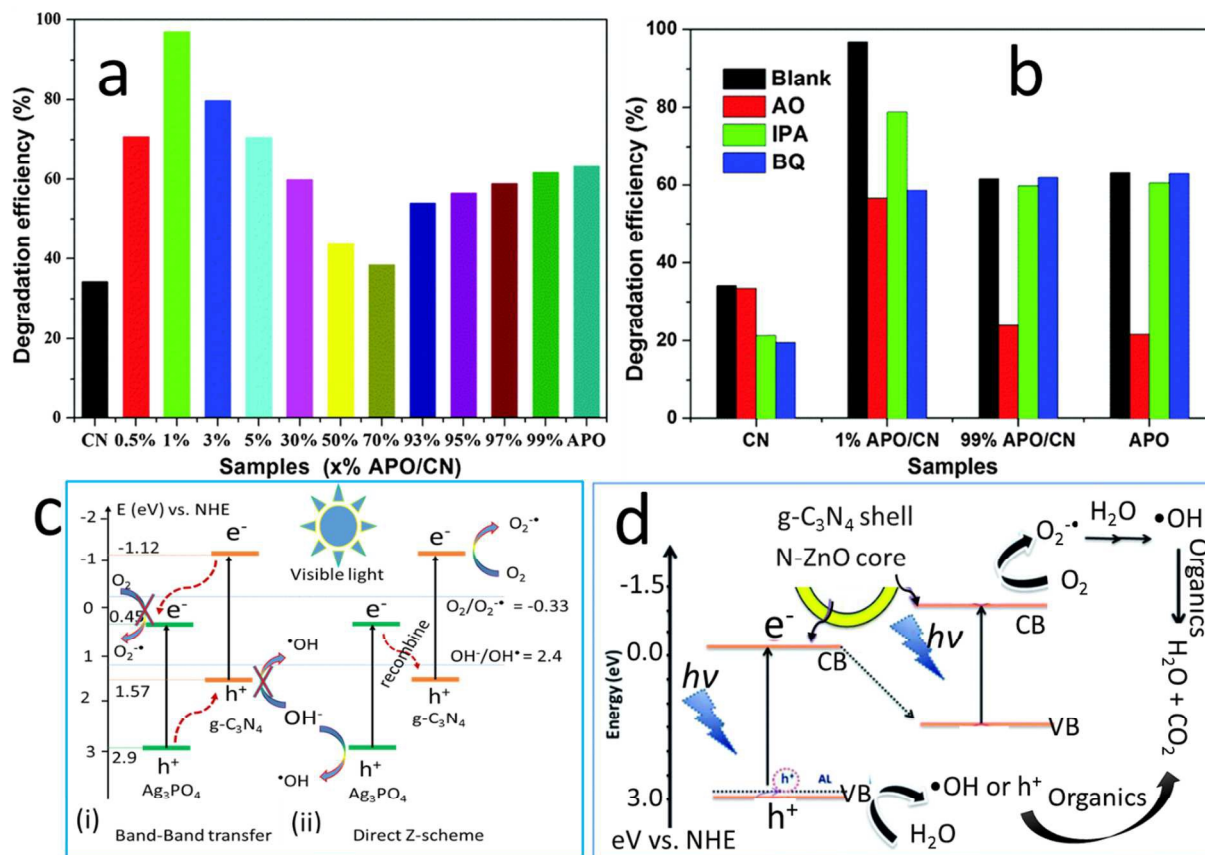 a
Degradation efficiency (%)
100
80
60
40
20
0
CN 0.5% 1% 3% 5% 30% 50% 70% 93% 95% 97% 99% APO
Samples (x% APO/CN)
b
Degradation efficiency (%)
100
80
60
40
20
0
Blank
AO
IPA
BQ
CN 1% APO/CN 99% APO/CN APO
Samples
c
E (eV) vs. NHE
-2
-1
0
1
2
3
-1.12
0.45
1.57
2.9
O₂
O₂⁻•
e⁻
e⁻
h⁺
g-C₃N₄
•OH
OH⁻
h⁺
Ag₃PO₄
(i)
Band-Band transfer
Visible light
e⁻
O₂⁻•
O₂
O₂/O₂⁻• = -0.33
e⁻
recombine
OH⁻/OH• = 2.4
h⁺
g-C₃N₄
h⁺
•OH
Ag₃PO₄
(ii)
Direct Z-scheme
d
g-C₃N₄ shell
N-ZnO core
Energy (eV)
-1.5
0.0
3.0
eV vs. NHE
hν
e⁻
CB
h⁺
AL
VB
h⁺
hν
CB
VB
O₂⁻•
O₂
H₂O
•OH
Organics
H₂O + CO₂
•OH or h⁺
H₂O
Organics